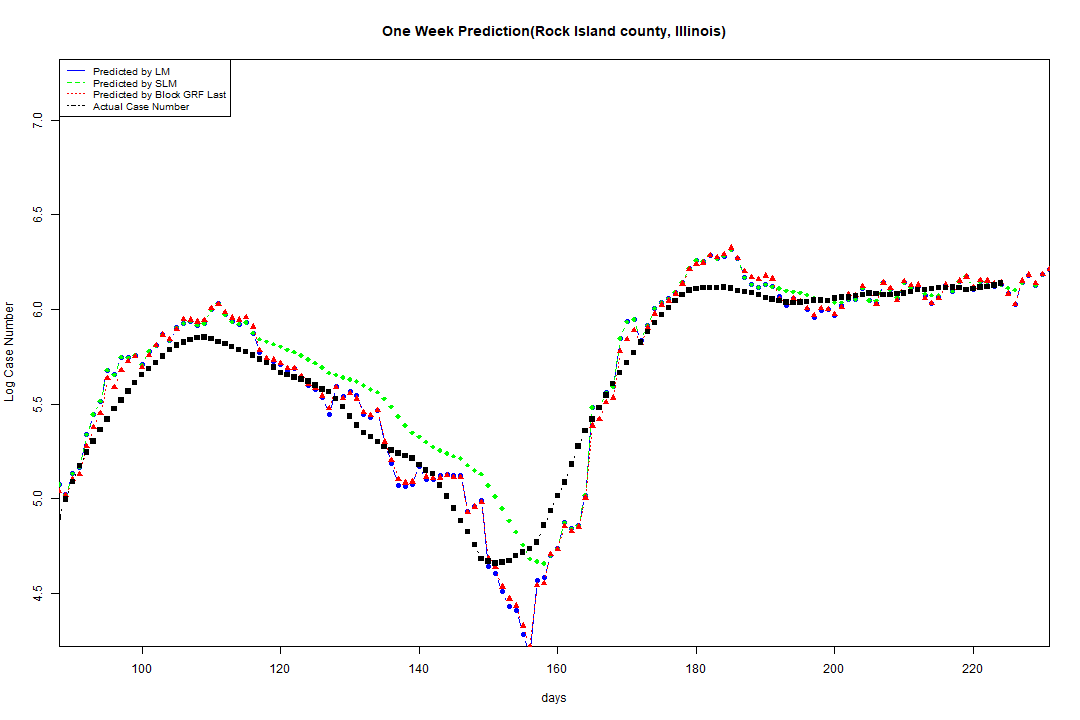 One Week Prediction(Rock Island county, Illinois)
Predicted by LM
Predicted by SLM
Predicted by Block GRF Last
Actual Case Number
7.0
6.5
6.0
5.5
5.0
4.5
Log Case Number
100 120 140 160 180 200 220
days